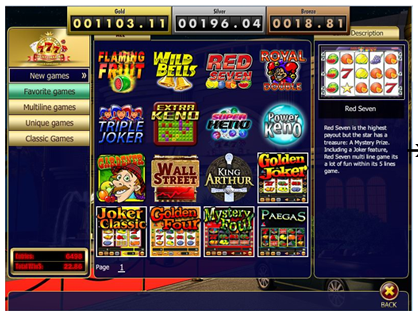 Gold
Silver
Bronze
001103.11
00196.04
0018.81
777
Description
New games »
Favorite games
Multiline games
Unique games
Classic Games
FLAMING FRUIT
WILD BELLS
RED SEVEN
ROYAL DOUBLE
TRIPLE JOKER
EXTRA KENO
SUPER KENO
Power Keno
WALL STREET
KING ARTHUR
Golden Joker
Joker Classic
Golden Four
Mystery Soul
PAEGAS
Red Seven
Red Seven is the highest
payout but the star has a
treasure: A Mystery Prize.
Including a Joker feature,
Red Seven multi line game its
a lot of fun within its 5 lines
game.
Page 1
BACK